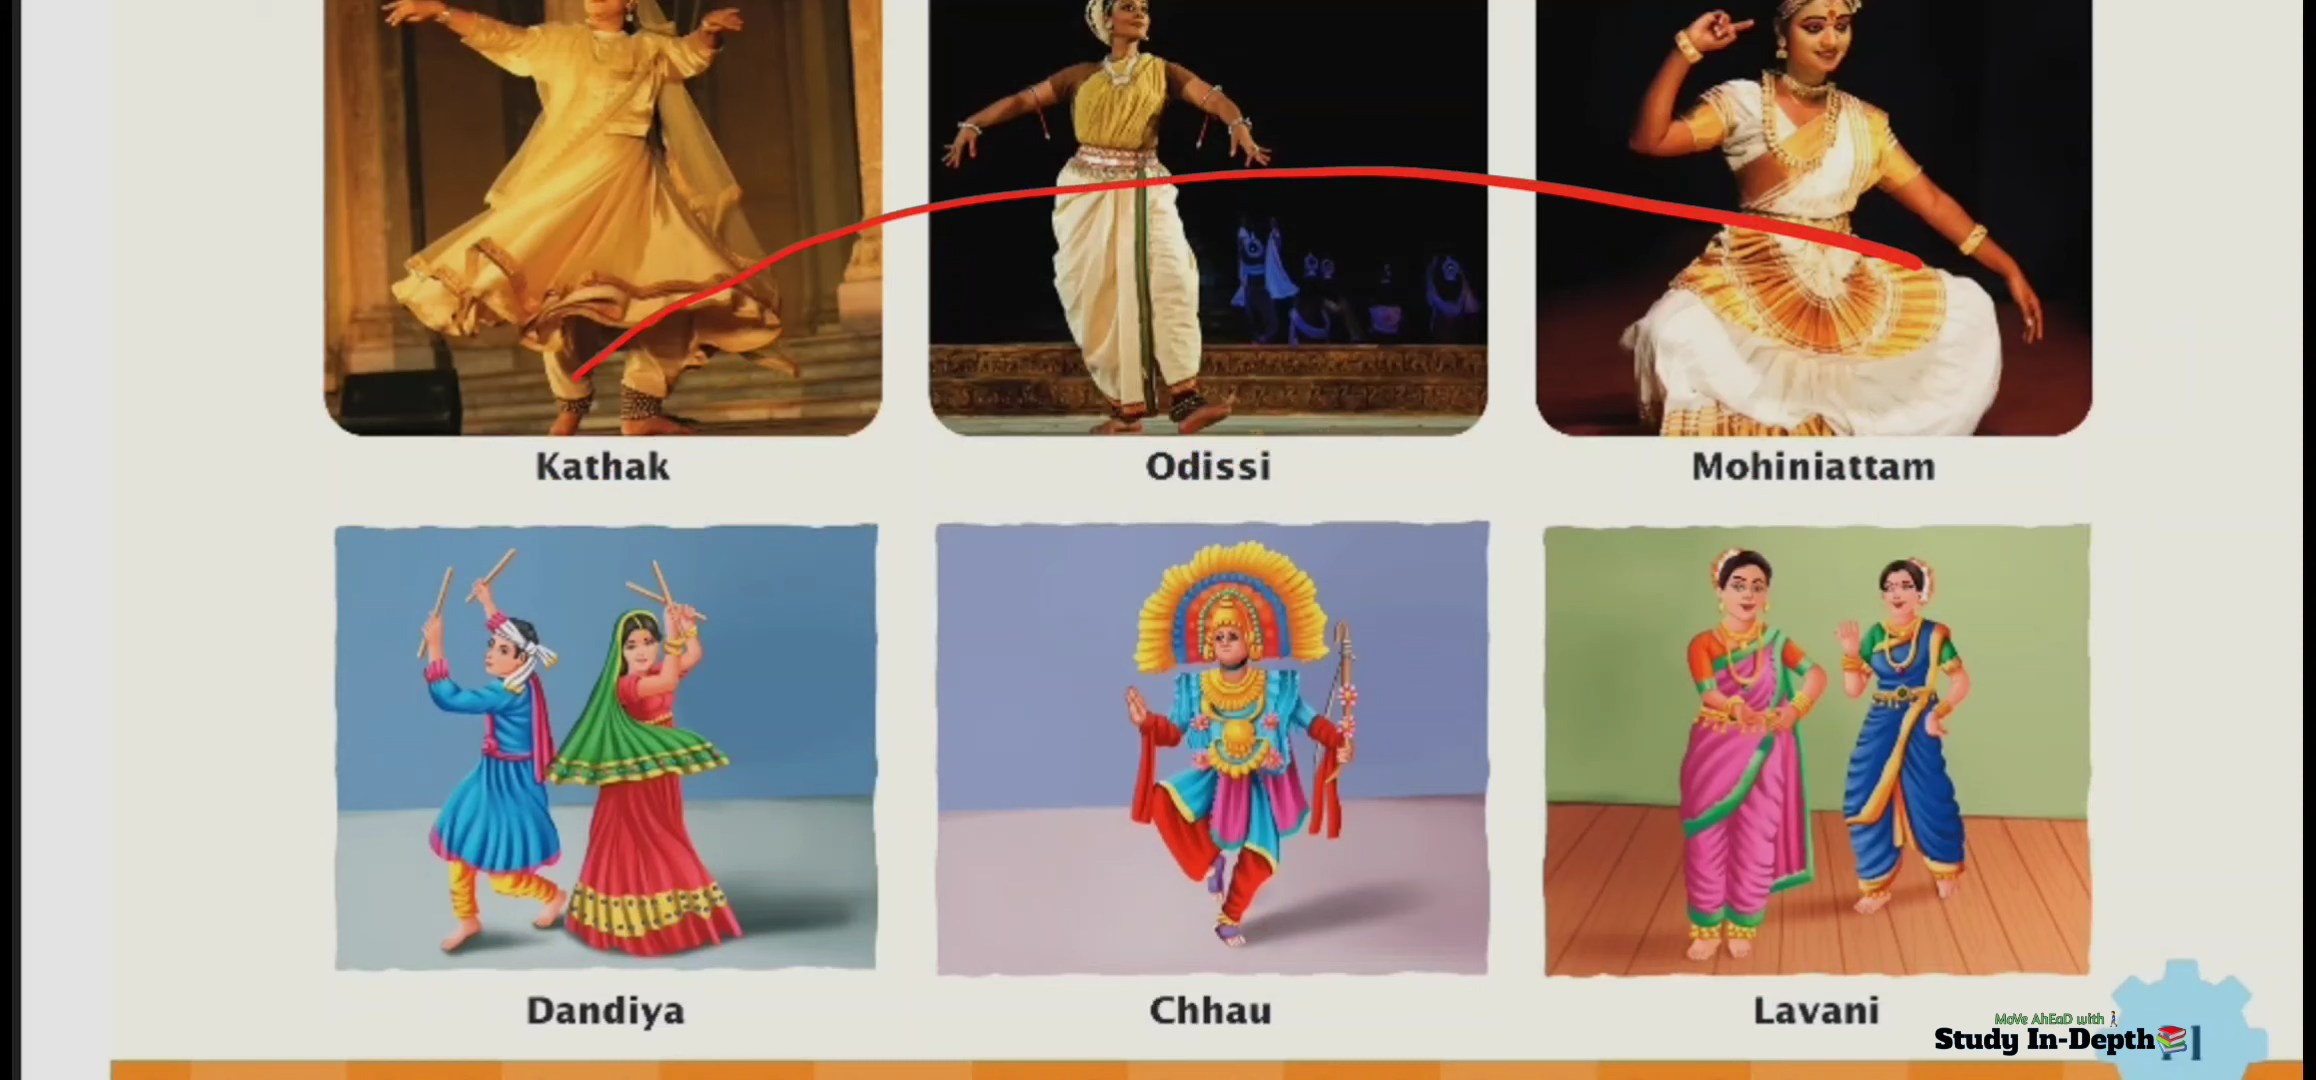 Kathak
Odissi
Mohiniattam
Dandiya
Chhau
Lavani
MoVe AhEaD with
Study In-Depth